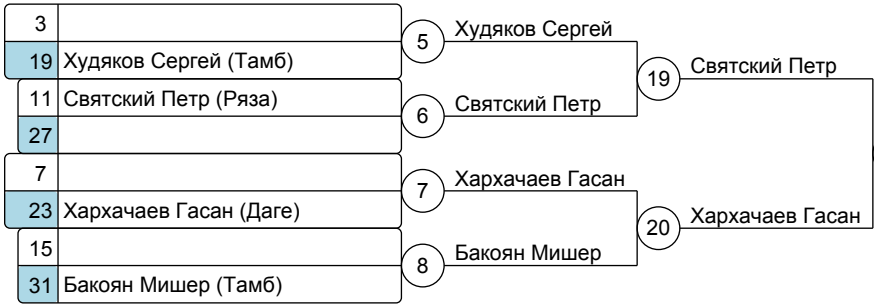 3
5
Худяков Сергей
19 Худяков Сергей (Тамб)
19
Святский Петр
11 Святский Петр (Ряза)
6
Святский Петр
27
7
7
Хархачаев Гасан
23 Хархачаев Гасан (Даге)
20
Хархачаев Гасан
15
8
Бакоян Мишер
31 Бакоян Мишер (Тамб)